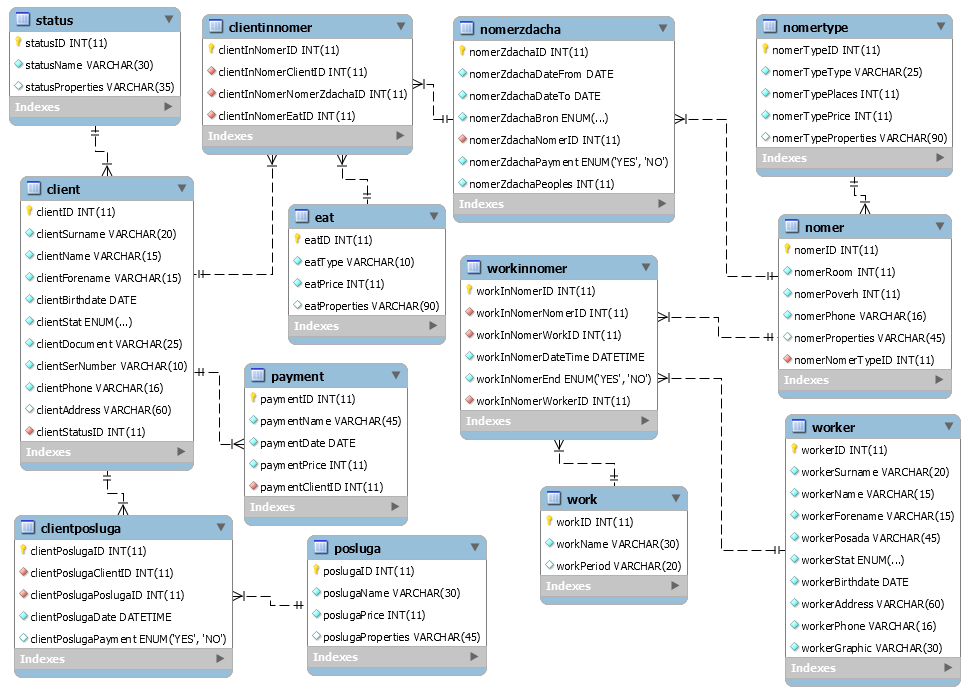 status
statusID INT(11)
statusName VARCHAR(30)
statusProperties VARCHAR(35)
Indexes
clientinnomer
clientInNomerID INT(11)
clientInNomerClientID INT(11)
clientInNomerNomerZdachaID INT(11)
clientInNomerEatID INT(11)
Indexes
nomerzdacha
nomerZdachaID INT(11)
nomerZdachaDateFrom DATE
nomerZdachaDateTo DATE
nomerZdachaBron ENUM(...)
nomerZdachaNomerID INT(11)
nomerZdachaPayment ENUM('YES', 'NO')
nomerZdachaPeoples INT(11)
Indexes
nomertype
nomerTypeID INT(11)
nomerTypeType VARCHAR(25)
nomerTypePlaces INT(11)
nomerTypePrice INT(11)
nomerTypeProperties VARCHAR(90)
Indexes
client
clientID INT(11)
clientSurname VARCHAR(20)
clientName VARCHAR(15)
clientForename VARCHAR(15)
clientBirthdate DATE
clientStat ENUM(...)
clientDocument VARCHAR(25)
clientSerNumber VARCHAR(10)
clientPhone VARCHAR(16)
clientAddress VARCHAR(60)
clientStatusID INT(11)
Indexes
eat
eatID INT(11)
eatType VARCHAR(10)
eatPrice INT(11)
eatProperties VARCHAR(90)
Indexes
nomer
nomerID INT(11)
nomerRoom INT(11)
nomerPoverh INT(11)
nomerPhone VARCHAR(16)
nomerProperties VARCHAR(45)
nomerNomerTypeID INT(11)
Indexes
workinnomer
workInNomerID INT(11)
workInNomerNomerID INT(11)
workInNomerWorkID INT(11)
workInNomerDateTime DATETIME
workInNomerEnd ENUM('YES', 'NO')
workInNomerWorkerID INT(11)
Indexes
payment
paymentID INT(11)
paymentName VARCHAR(45)
paymentDate DATE
paymentPrice INT(11)
paymentClientID INT(11)
Indexes
worker
workerID INT(11)
workerSurname VARCHAR(20)
workerName VARCHAR(15)
workerForename VARCHAR(15)
workerPosada VARCHAR(45)
workerStat ENUM(...)
workerBirthdate DATE
workerAddress VARCHAR(60)
workerPhone VARCHAR(16)
workerGraphic VARCHAR(30)
Indexes
work
workID INT(11)
workName VARCHAR(30)
workPeriod VARCHAR(20)
Indexes
clientposluga
clientPoslugaID INT(11)
clientPoslugaClientID INT(11)
clientPoslugaPoslugaID INT(11)
clientPoslugaDate DATETIME
clientPoslugaPayment ENUM('YES', 'NO')
Indexes
posluga
poslugaID INT(11)
poslugaName VARCHAR(30)
poslugaPrice INT(11)
poslugaProperties VARCHAR(45)
Indexes